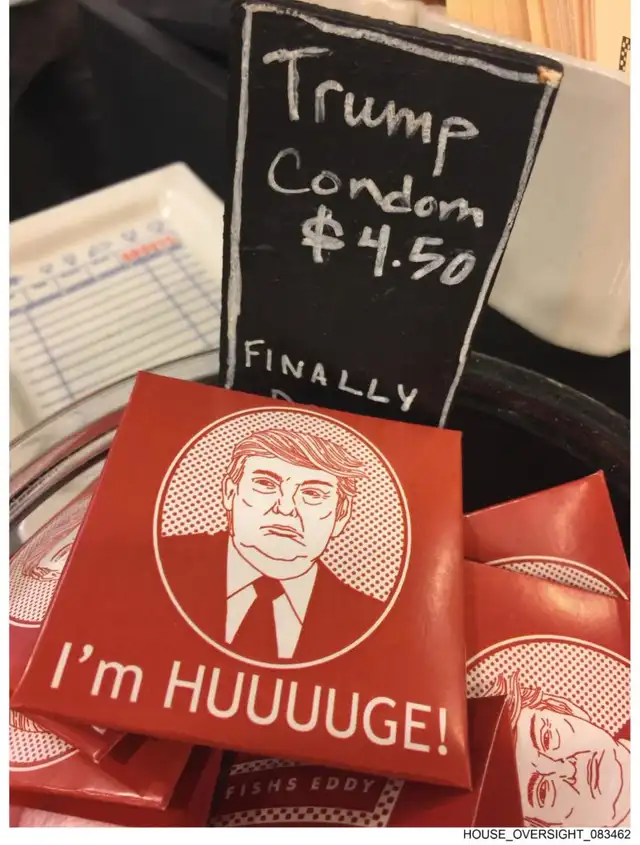 Trump
Condom
$4.50
FINALLY
I'm HUUUUGE!
FISHS EDDY
HOUSE_OVERSIGHT_083462